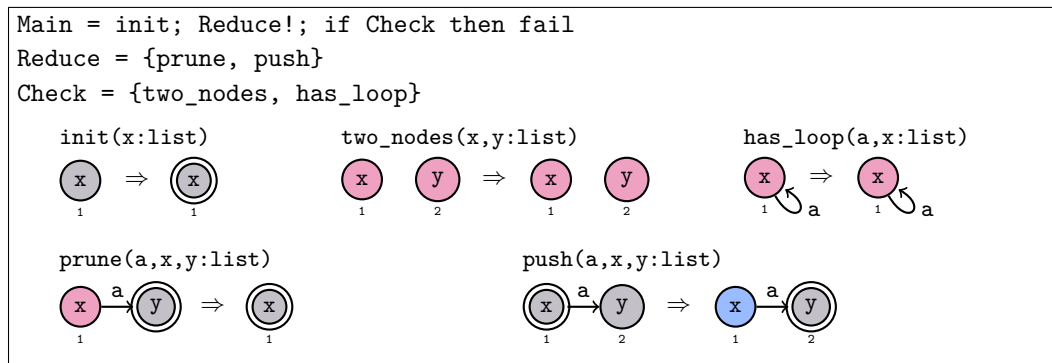 Main = init; Reduce!; if Check then fail
Reduce = {prune, push}
Check = {two_nodes, has_loop}
init(x:list) two_nodes(x,y:list) has_loop(a,x:list)
x ⇒ x x y ⇒ x y x a ⇒ x a
1 1 1 2 1 2 1 1
prune(a,x,y:list) push(a,x,y:list)
x a y ⇒ x x a y ⇒ x a y
1 1 1 2 1 2